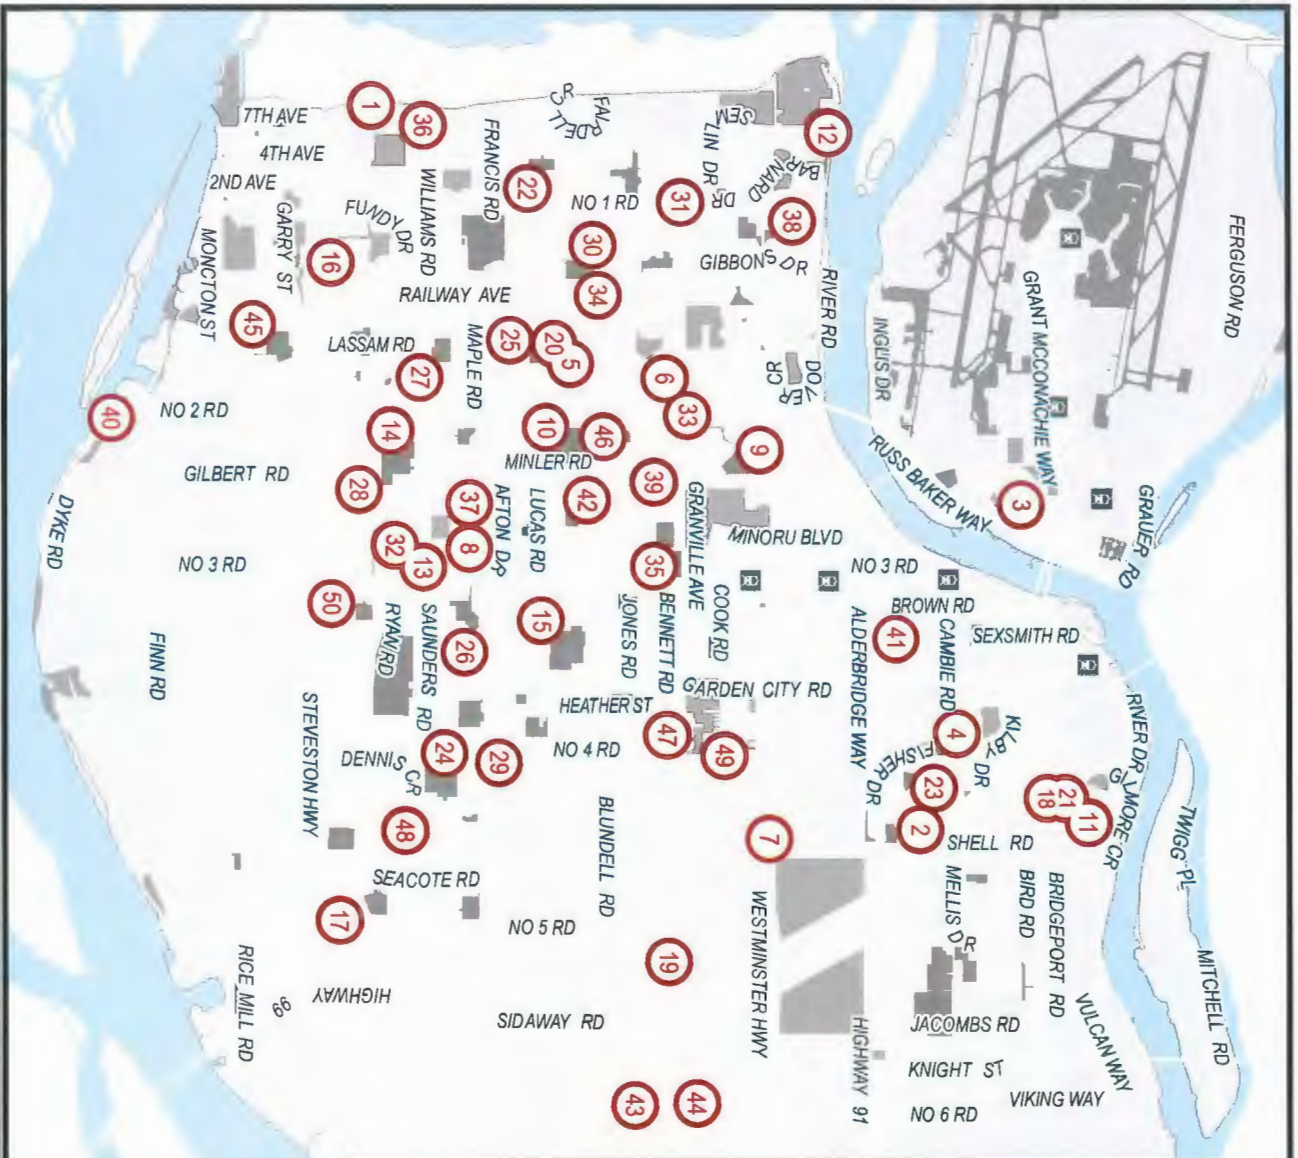 FERGUSON RD
GRANT MCCONACHIE WAY
GRAUER RD
INGLIS DR
RUSS BAKER WAY
RIVER RD
12
BARNARD DR
SEMLIN DR
38
31
FAIRDELL CR
7TH AVE
1
36
4TH AVE
2ND AVE
FRANCIS RD
22
NO 1 RD
WILLIAMS RD
FUNDY DR
GARRY ST
16
MONCTON ST
30
34
GIBBONS DR
RAILWAY AVE
45
LASSAM RD
27
MAPLE RD
25
20
5
6
33
DOVER CR
9
3
40
NO 2 RD
14
10
46
MINLER RD
GILBERT RD
28
37
AFTON DR
LUCAS RD
42
39
GRANVILLE AVE
MINORU BLVD
DYKE RD
NO 3 RD
32
13
8
35
NO 3 RD
BROWN RD
50
RYAN RD
SAUNDERS RD
26
15
JONES RD
BENNETT RD
COOK RD
ALDERBRIDGE WAY
41
CAMBIE RD
SEXSMITH RD
FINN RD
STEVESTON HWY
HEATHER ST
GARDEN CITY RD
RIVER DR
DENNIS CR
24
29
NO 4 RD
47
49
4
KILBY DR
FISHER DR
23
2
18
21
11
GILMORE CR
TWIGG PL
48
BLUNDELL RD
7
SHELL RD
SEACOTE RD
17
NO 5 RD
19
WESTMINSTER HWY
MELLIS DR
BIRD RD
BRIDGEPORT RD
MITCHELL RD
RICE MILL RD
HIGHWAY 99
SIDAWAY RD
HIGHWAY 91
JACOMBS RD
VULCAN WAY
KNIGHT ST
VIKING WAY
NO 6 RD
43
44